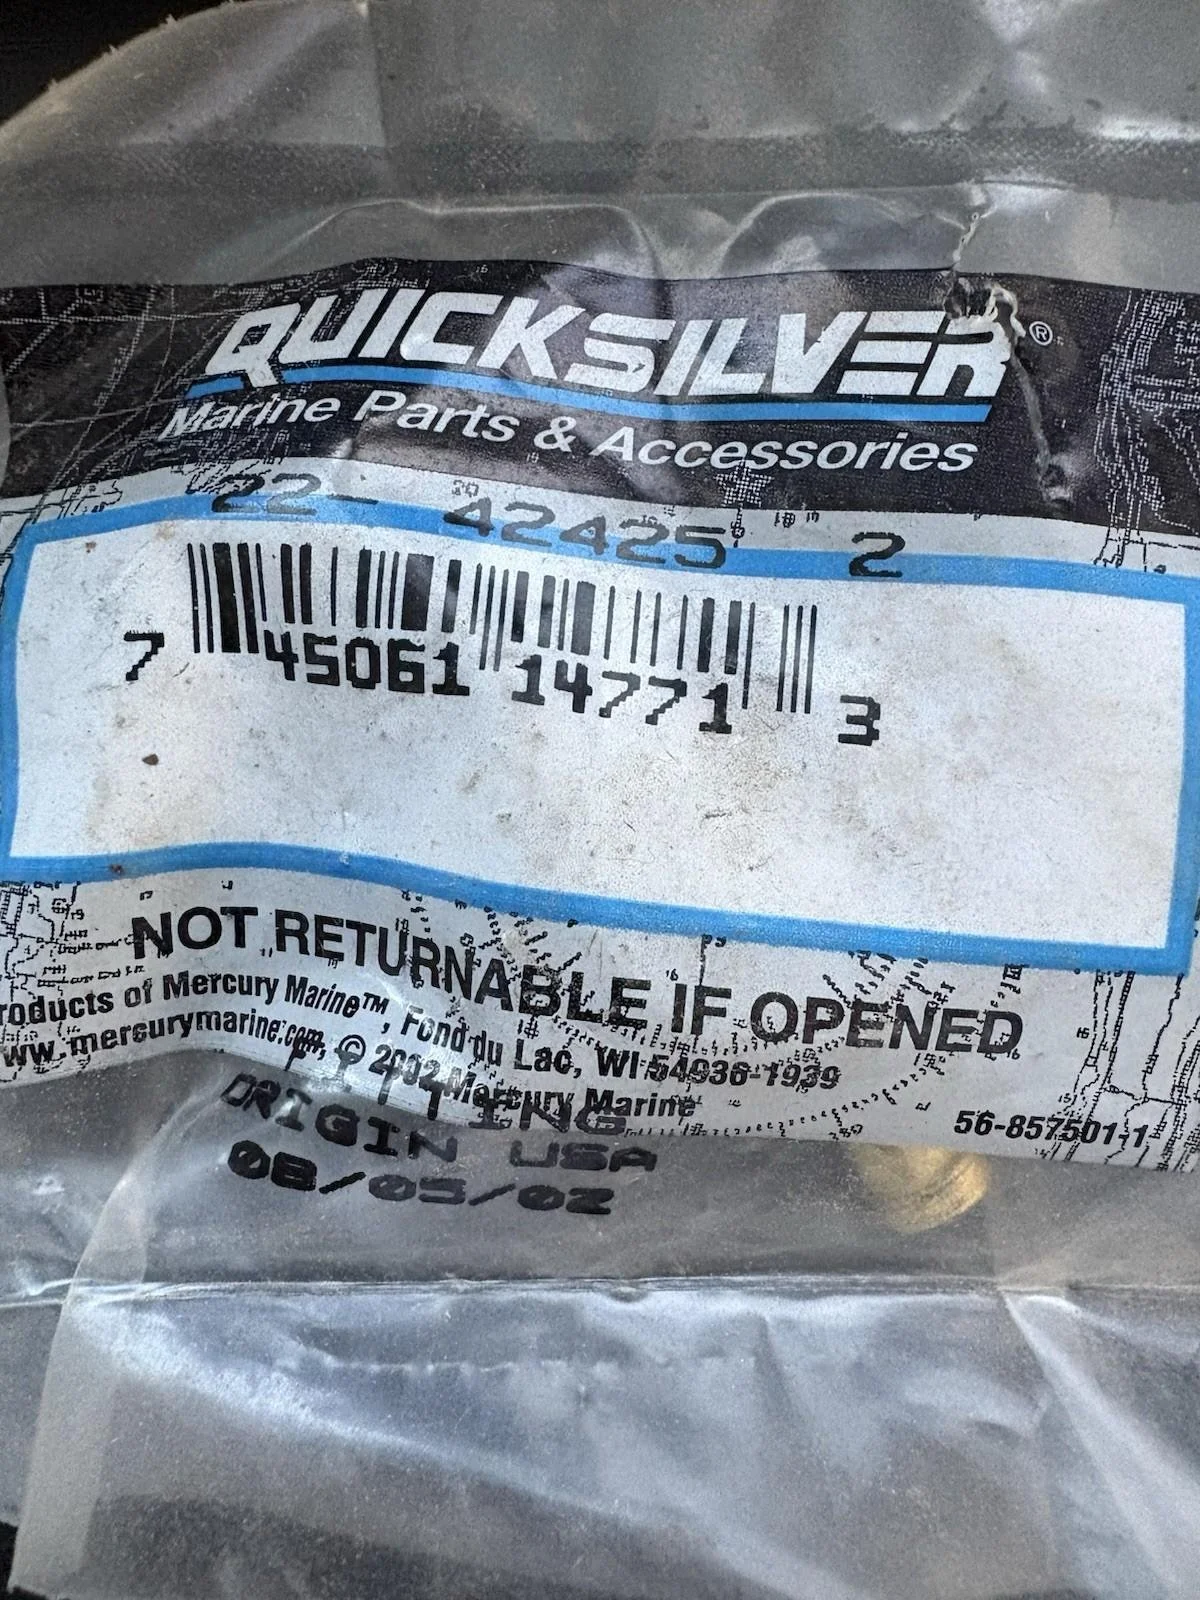 QUICKSILVER®
Marine Parts & Accessories
22- 42425 2
7 45061 14771 3
NOT RETURNABLE IF OPENED
roducts of Mercury Marine™, Fond du Lac, WI 54936-1939
ww.mercurymarine.com, © 2002 Mercury Marine
FITTING
ORIGIN USA
08/05/02
56-857501-1